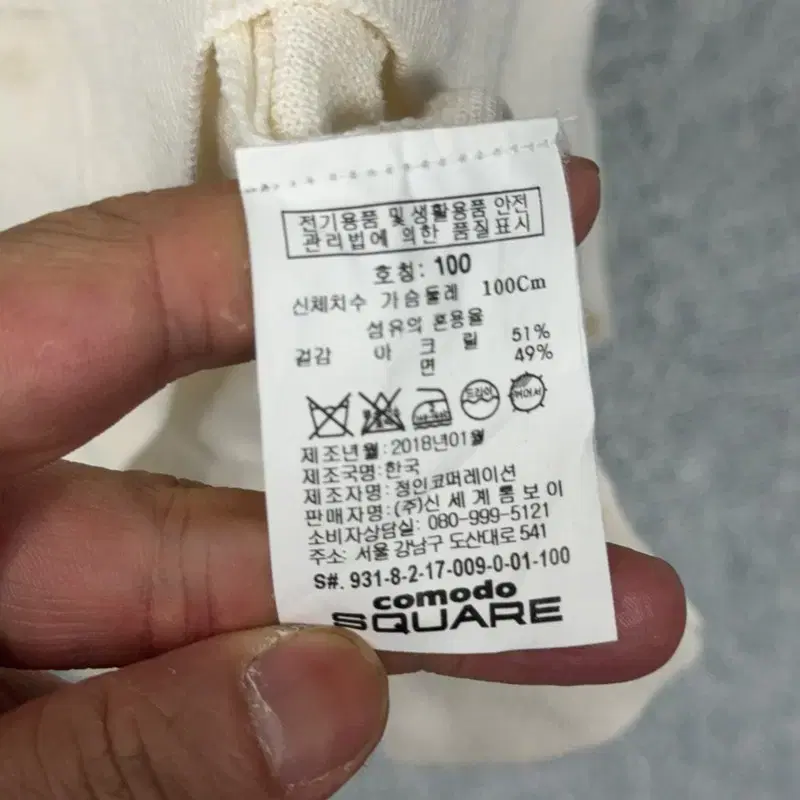 전기용품 및 생활용품 안전
관리법에 의한 품질표시
호칭: 100
신체치수 가슴둘레 100Cm
섬유의 혼용율
겉감 아크릴 51%
면 49%
드라이
제조년월:2018년01월
제조국명:한국
제조자명: 정인코퍼레이션
판매자명: (주)신세계톰보이
소비자상담실: 080-999-5121
주소: 서울 강남구 도산대로 541
S#. 931-8-2-17-009-0-01-100
comodo
SQUARE